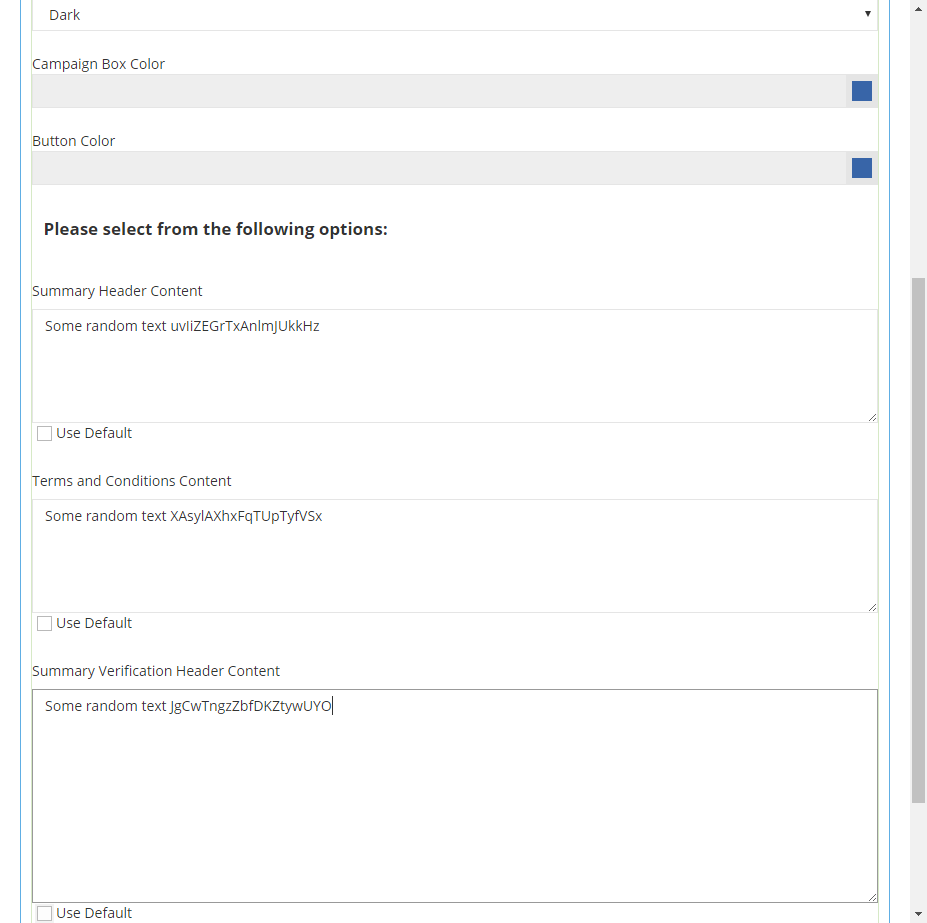 Dark
Campaign Box Color
Button Color
Please select from the following options:
Summary Header Content
Some random text uvIiZEGrTxAnlmJUkkHz
Use Default
Terms and Conditions Content
Some random text XAsylAXhxFqTUpTyfVSx
Use Default
Summary Verification Header Content
Some random text JgCwTngzZbfDKZtywUYO
Use Default